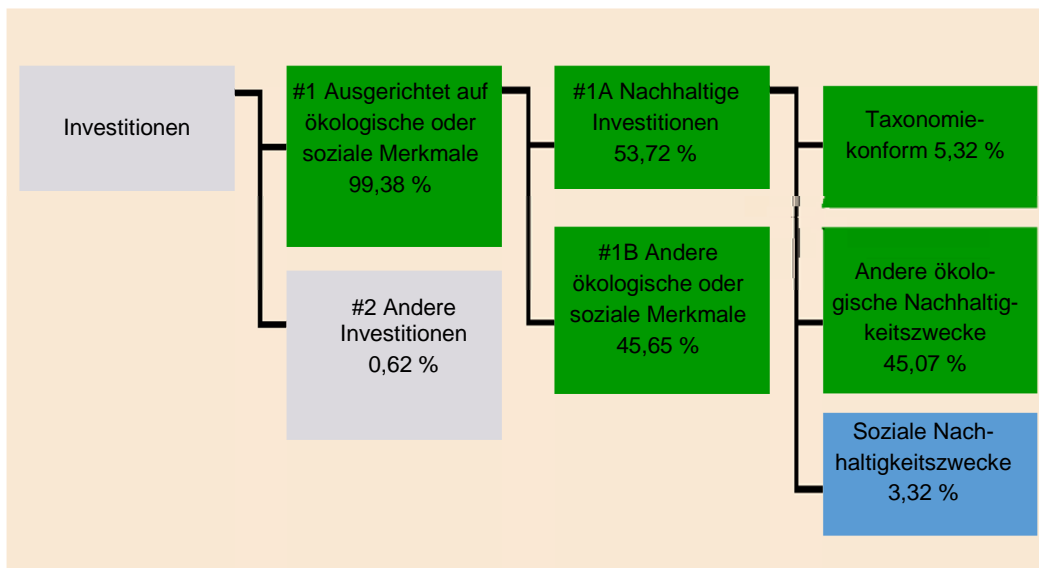 Investitionen
#1 Ausgerichtet auf
ökologische oder
soziale Merkmale
99,38 %
#2 Andere
Investitionen
0,62 %
#1A Nachhaltige
Investitionen
53,72 %
#1B Andere
ökologische oder
soziale Merkmale
45,65 %
Taxonomie-
konform 5,32 %
Andere ökolo-
gische Nachhaltig-
keitszwecke
45,07 %
Soziale Nach-
haltigkeitszwecke
3,32 %